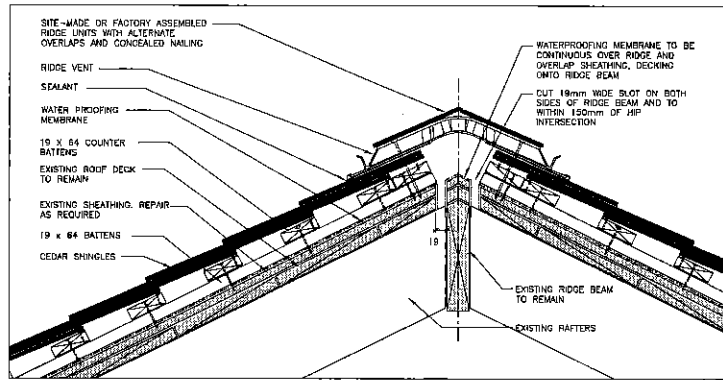 SITE-MADE OR FACTORY ASSEMBLED
RIDGE UNITS WITH ALTERNATE
OVERLAPS AND CONCEALED NAILING
RIDGE VENT
SEALANT
WATER PROOFING
MEMBRANE
19 X 64 COUNTER
BATTENS
EXISTING ROOF DECK
TO REMAIN
EXISTING SHEATHING. REPAIR
AS REQUIRED
19 x 64 BATTENS
CEDAR SHINGLES
WATERPROOFING MEMBRANE TO BE
CONTINUOUS OVER RIDGE AND
OVERLAP SHEATHING, DECKING
ONTO RIDGE BEAM
CUT 19mm WIDE SLOT ON BOTH
SIDES OF RIDGE BEAM AND TO
WITHIN 150mm OF HIP
INTERSECTION
19
EXISTING RIDGE BEAM
TO REMAIN
EXISTING RAFTERS